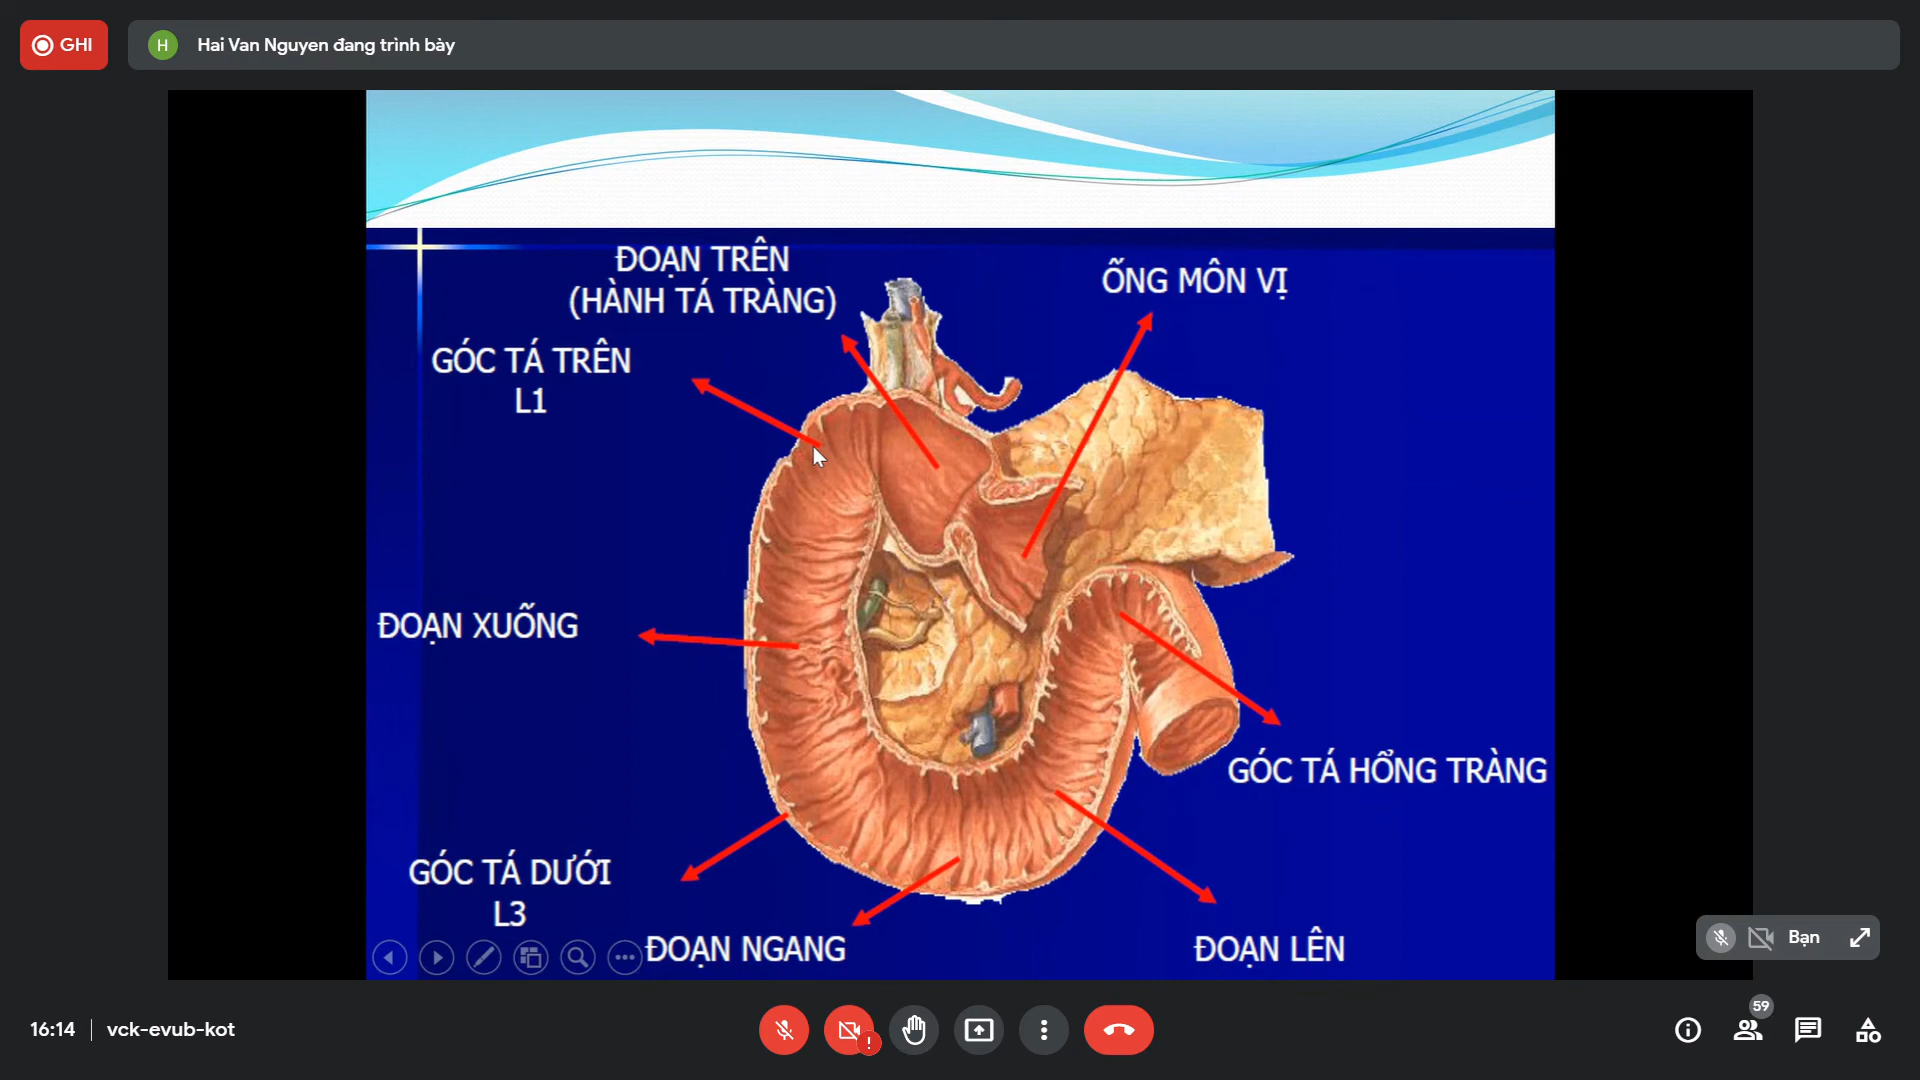 GHI
H
Hai Van Nguyen đang trình bày
ĐOẠN TRÊN
(HÀNH TÁ TRÀNG)
ỐNG MÔN VỊ
GÓC TÁ TRÊN
L1
ĐOẠN XUỐNG
GÓC TÁ HỔNG TRÀNG
GÓC TÁ DƯỚI
L3
ĐOẠN NGANG
ĐOẠN LÊN
Bạn
16:14
vck-evub-kot
!
59